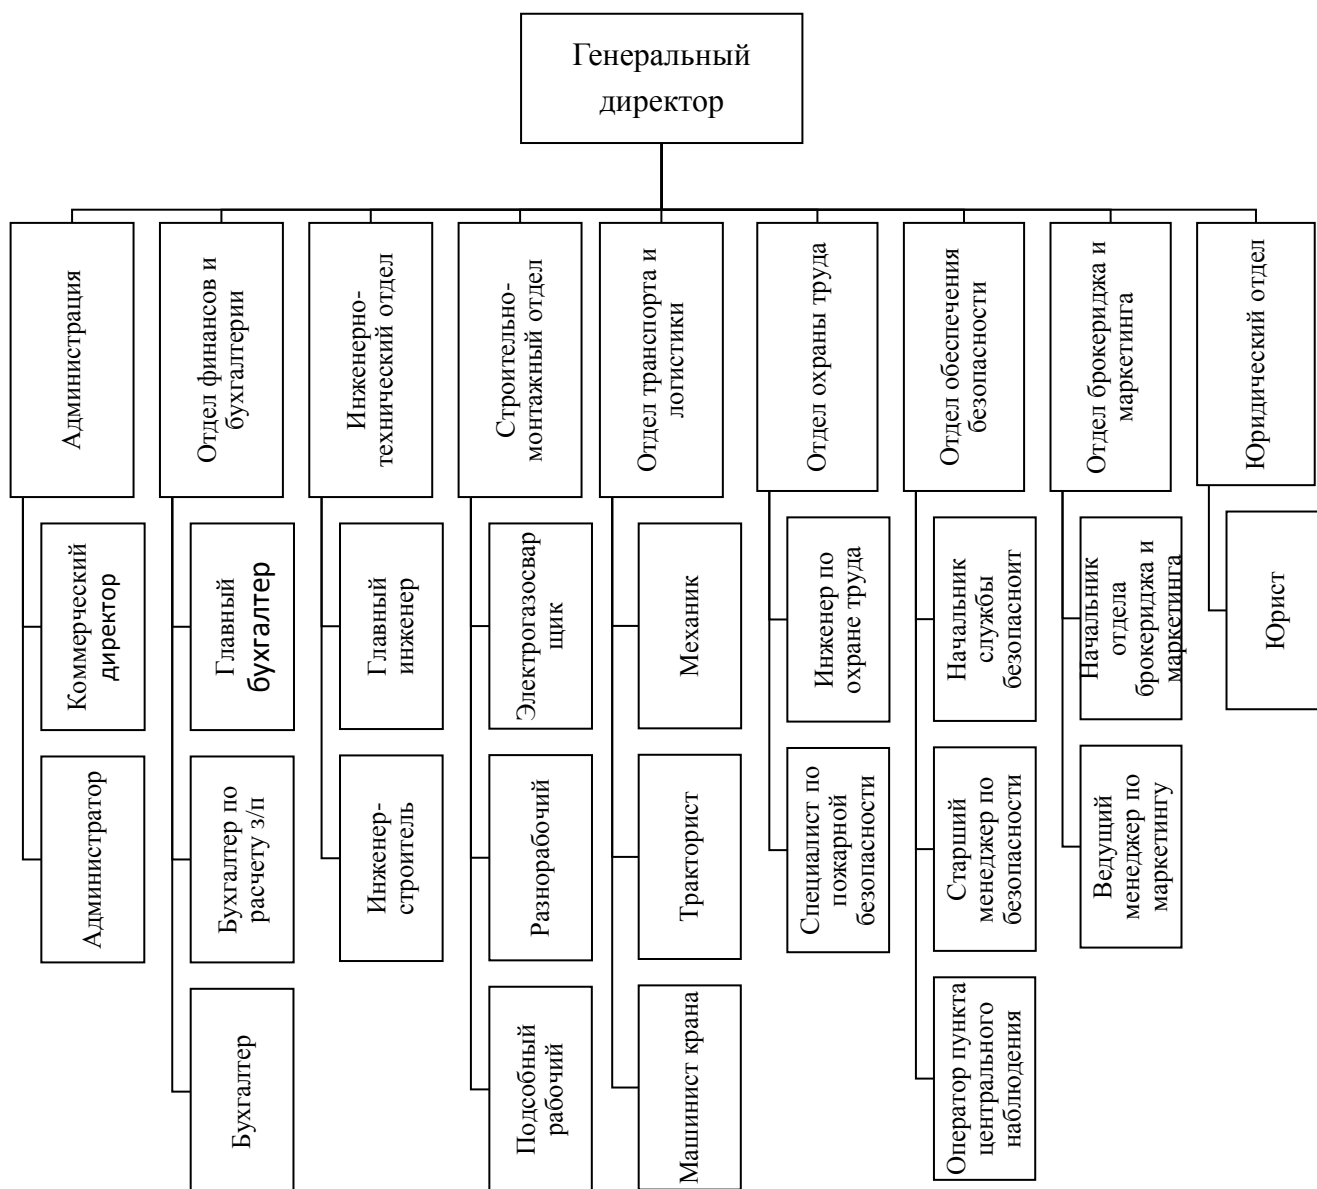 Генеральный
директор
Администрация
Отдел финансов и
бухгалтерии
Инженерно-
технический отдел
Строительно-
монтажный отдел
Отдел транспорта и
логистики
Отдел охраны труда
Отдел обеспечения
безопасности
Отдел брокериджа и
маркетинга
Юридический отдел
Коммерческий
директор
Главный
бухгалтер
Главный
инженер
Электрогазосвар
щик
Механик
Инженер по
охране труда
Начальник
службы
безопасноит
Начальник
отдела
брокериджа и
маркетинга
Юрист
Администратор
Бухгалтер по
расчету з/п
Инженер-
строитель
Разнорабочий
Тракторист
Специалист по
пожарной
безопасности
Старший
менеджер по
безопасности
Ведущий
менеджер по
маркетингу
Бухгалтер
Подсобный
рабочий
Машинист крана
Оператор пункта
центрального
наблюдения